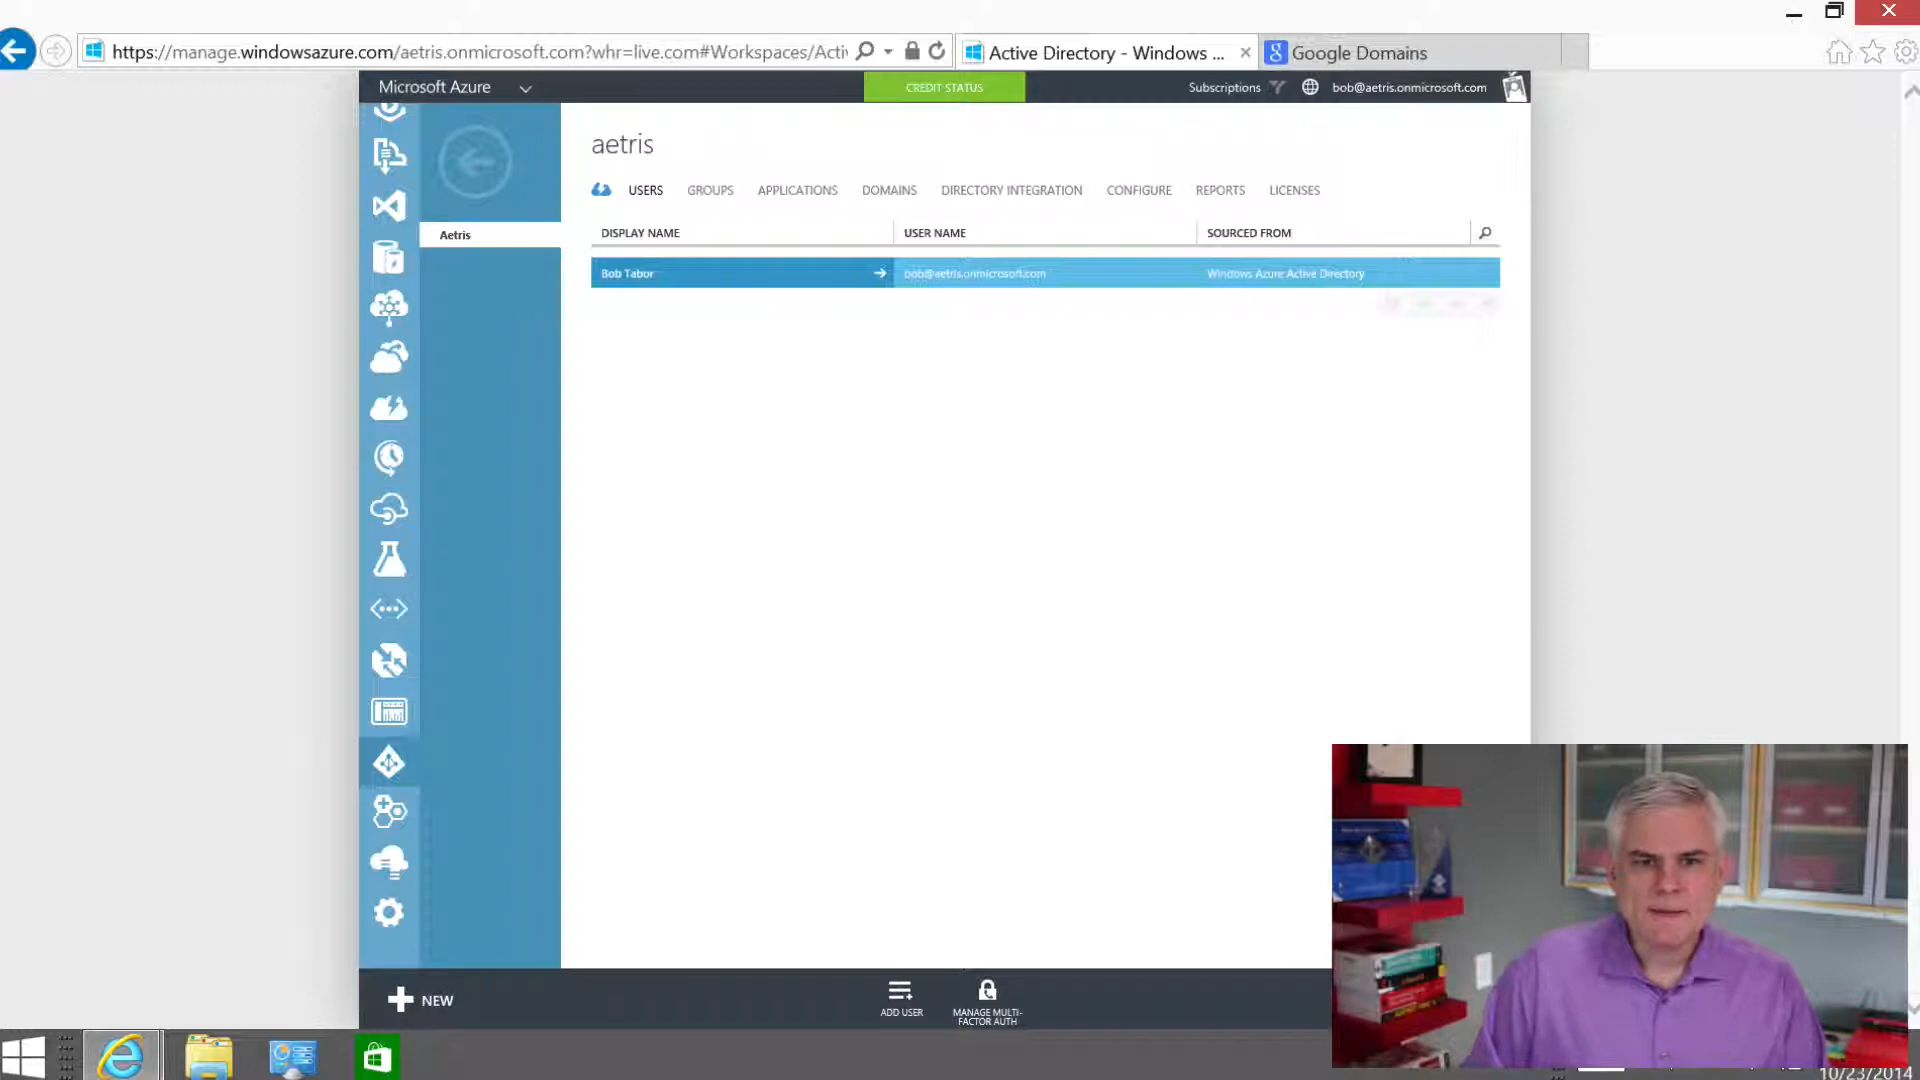 https://manage.windowsazure.com/aetris.onmicrosoft.com?whr=live.com#Workspaces/Activ
Active Directory - Windows ...
Google Domains
Microsoft Azure
CREDIT STATUS
Subscriptions
bob@aetris.onmicrosoft.com
aetris
USERS GROUPS APPLICATIONS DOMAINS DIRECTORY INTEGRATION CONFIGURE REPORTS LICENSES
Aetris
DISPLAY NAME USER NAME SOURCED FROM
Bob Tabor bob@aetris.onmicrosoft.com Windows Azure Active Directory
NEW
ADD USER
MANAGE MULTI-
FACTOR AUTH
10/23/2014